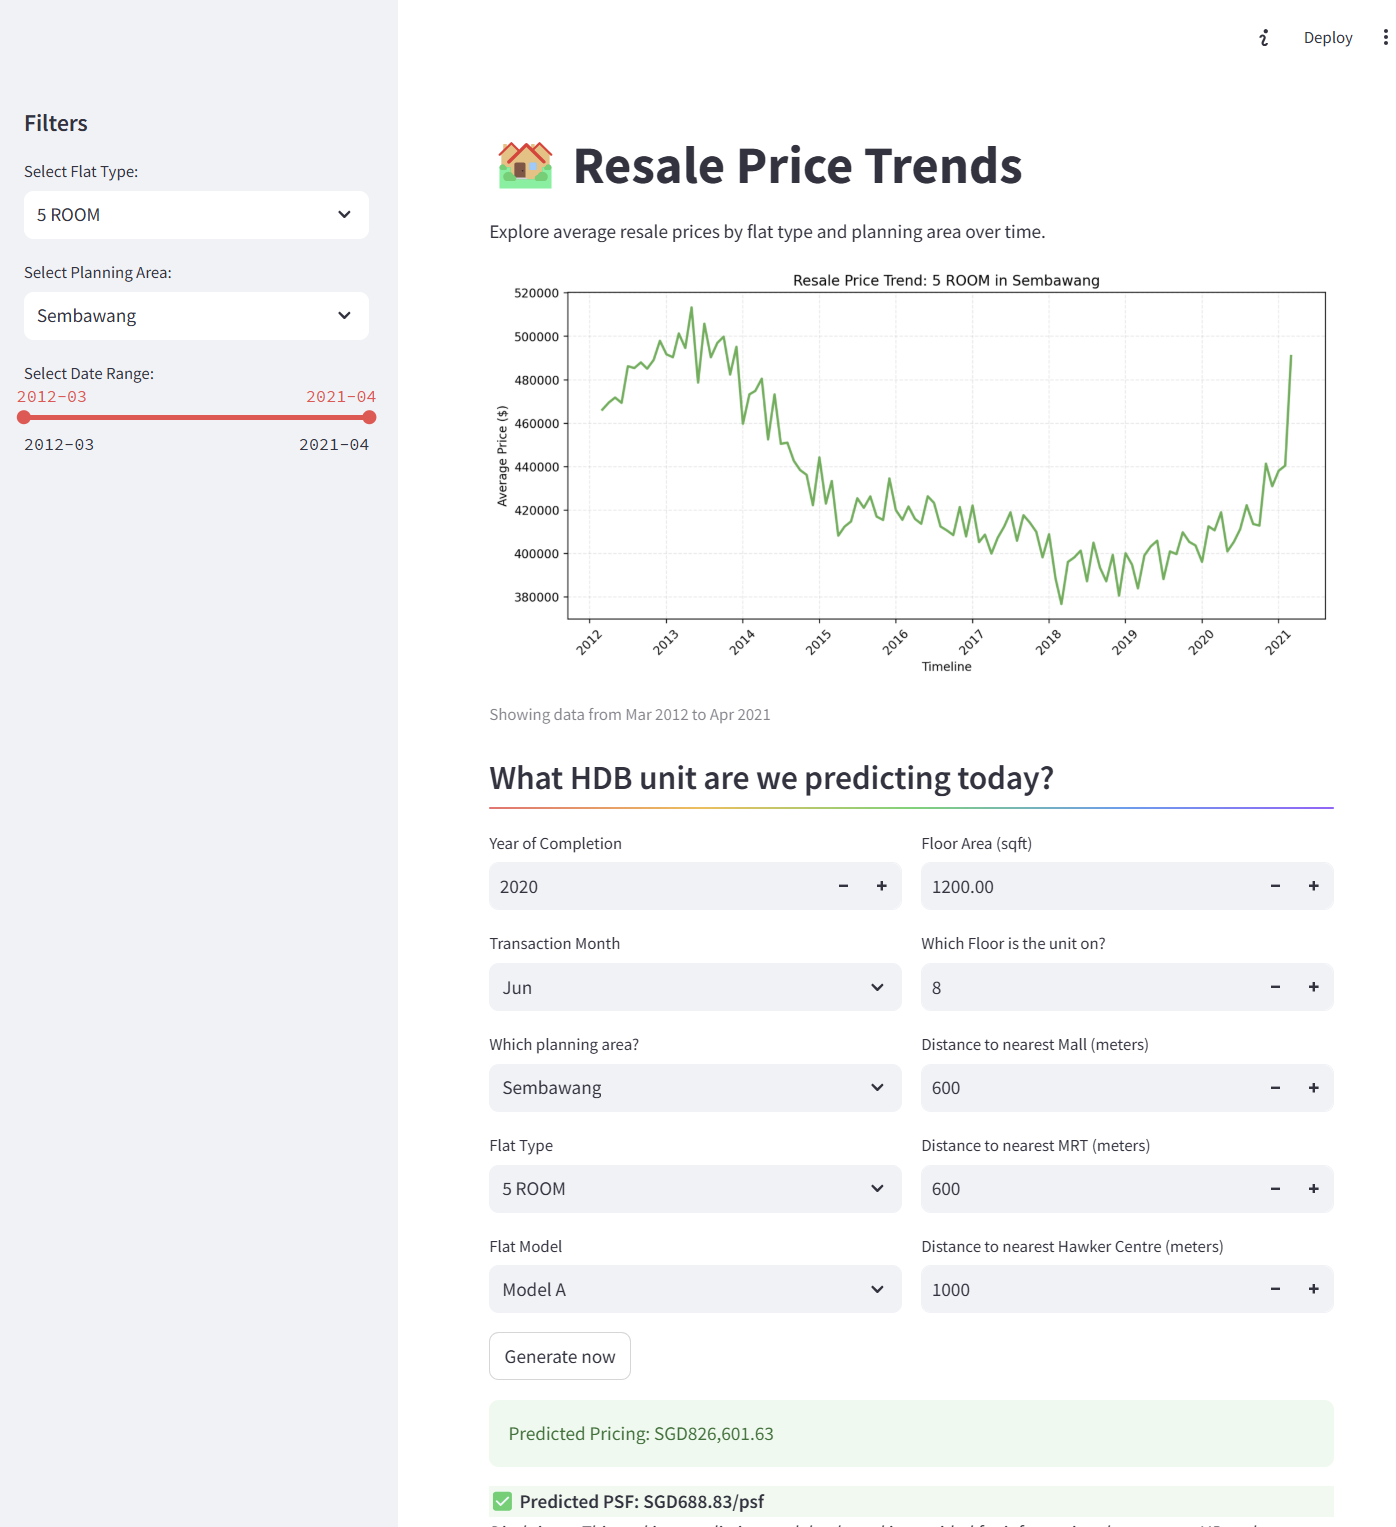 Deploy
Filters
Select Flat Type:
5 ROOM
Select Planning Area:
Sembawang
Select Date Range:
2012-03 2021-04
2012-03 2021-04
Resale Price Trends
Explore average resale prices by flat type and planning area over time.
Resale Price Trend: 5 ROOM in Sembawang
520000
500000
480000
460000
440000
420000
400000
380000
Average Price ($)
2012 2013 2014 2015 2016 2017 2018 2019 2020 2021
Timeline
Showing data from Mar 2012 to Apr 2021
What HDB unit are we predicting today?
Year of Completion
2020
Floor Area (sqft)
1200.00
Transaction Month
Jun
Which Floor is the unit on?
8
Which planning area?
Sembawang
Distance to nearest Mall (meters)
600
Flat Type
5 ROOM
Distance to nearest MRT (meters)
600
Flat Model
Model A
Distance to nearest Hawker Centre (meters)
1000
Generate now
Predicted Pricing: SGD826,601.63
Predicted PSF: SGD688.83/psf